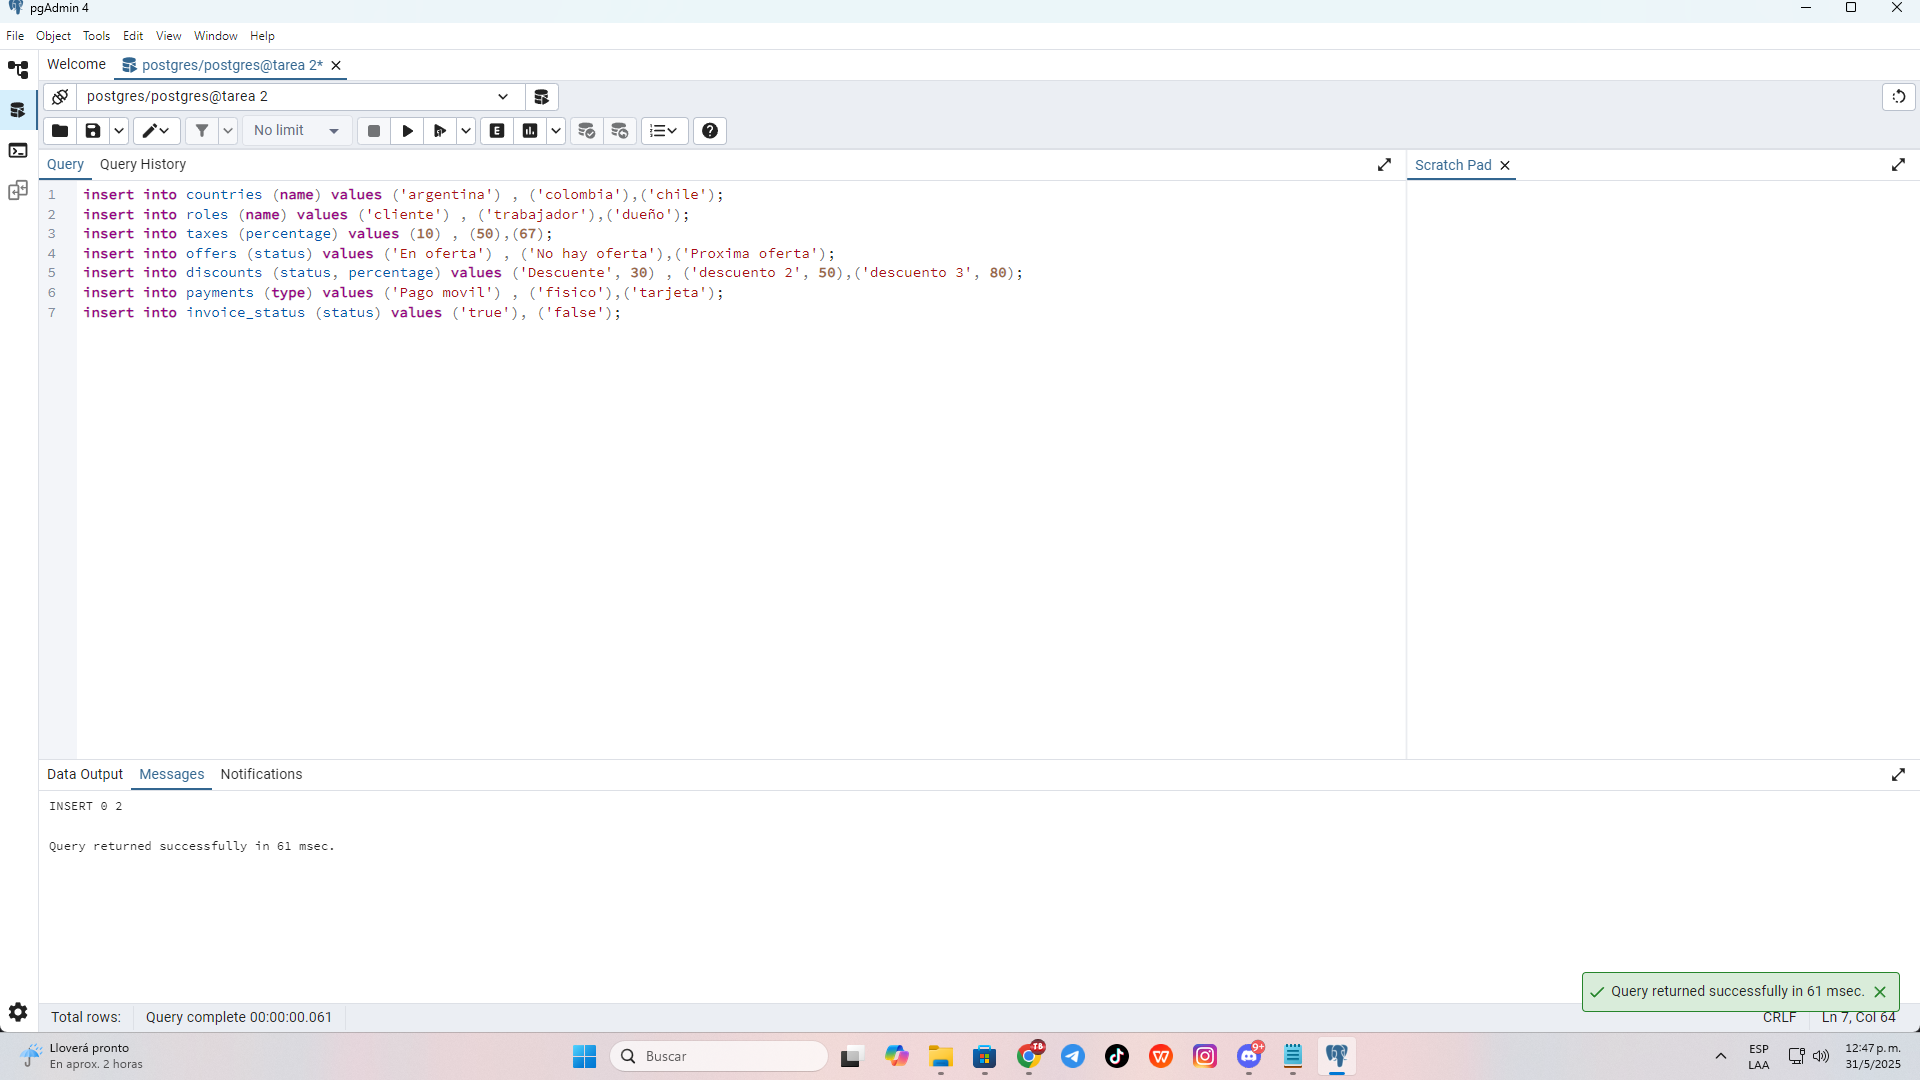 pgAdmin 4
File Object Tools Edit View Window Help
Welcome postgres/postgres@tarea 2*
postgres/postgres@tarea 2
No limit
Query Query History
Scratch Pad
1 insert into countries (name) values ('argentina') , ('colombia'),('chile');
2 insert into roles (name) values ('cliente') , ('trabajador'),('dueño');
3 insert into taxes (percentage) values (10) , (50),(67);
4 insert into offers (status) values ('En oferta') , ('No hay oferta'),('Proxima oferta');
5 insert into discounts (status, percentage) values ('Descuente', 30) , ('descuento 2', 50),('descuento 3', 80);
6 insert into payments (type) values ('Pago movil') , ('fisico'),('tarjeta');
7 insert into invoice_status (status) values ('true'), ('false');
Data Output Messages Notifications
INSERT 0 2
Query returned successfully in 61 msec.
Query returned successfully in 61 msec.
Total rows: Query complete 00:00:00.061
CRLF Ln 7, Col 64
Lloverá pronto
En aprox. 2 horas
Buscar
TB
9+
ESP
LAA
12:47 p. m.
31/5/2025